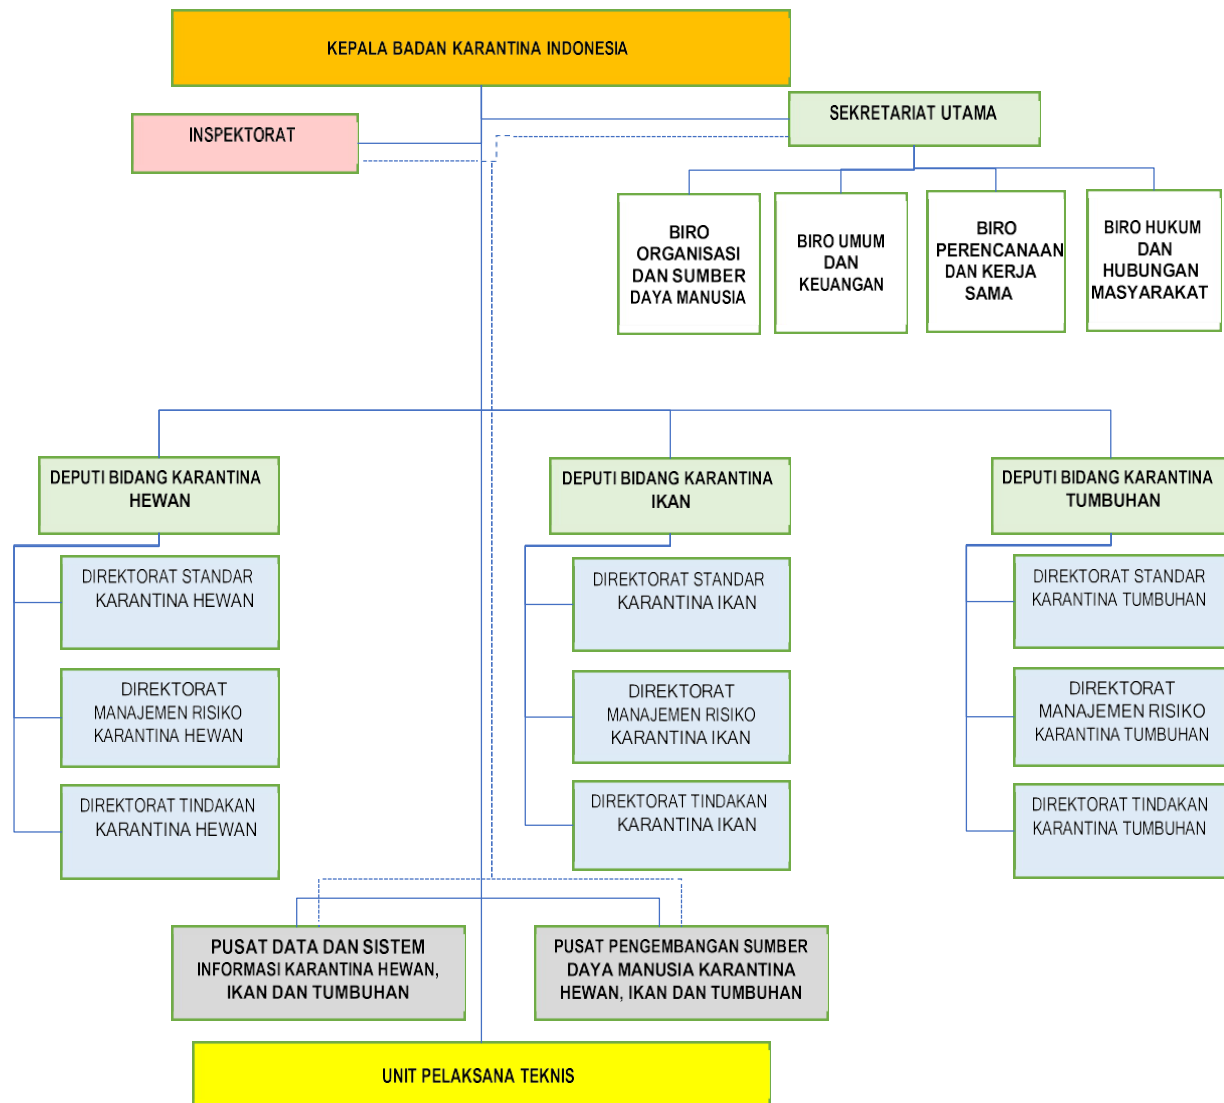 KEPALA BADAN KARANTINA INDONESIA
SEKRETARIAT UTAMA
INSPEKTORAT
BIRO
ORGANISASI
DAN SUMBER
DAYA MANUSIA
BIRO UMUM
DAN
KEUANGAN
BIRO
PERENCANAAN
DAN KERJA
SAMA
BIRO HUKUM
DAN
HUBUNGAN
MASYARAKAT
DEPUTI BIDANG KARANTINA
HEWAN
DIREKTORAT STANDAR
KARANTINA HEWAN
DIREKTORAT
MANAJEMEN RISIKO
KARANTINA HEWAN
DIREKTORAT TINDAKAN
KARANTINA HEWAN
DEPUTI BIDANG KARANTINA
IKAN
DIREKTORAT STANDAR
KARANTINA IKAN
DIREKTORAT
MANAJEMEN RISIKO
KARANTINA IKAN
DIREKTORAT TINDAKAN
KARANTINA IKAN
DEPUTI BIDANG KARANTINA
TUMBUHAN
DIREKTORAT STANDAR
KARANTINA TUMBUHAN
DIREKTORAT
MANAJEMEN RISIKO
KARANTINA TUMBUHAN
DIREKTORAT TINDAKAN
KARANTINA TUMBUHAN
PUSAT DATA DAN SISTEM
INFORMASI KARANTINA HEWAN,
IKAN DAN TUMBUHAN
PUSAT PENGEMBANGAN SUMBER
DAYA MANUSIA KARANTINA
HEWAN, IKAN DAN TUMBUHAN
UNIT PELAKSANA TEKNIS